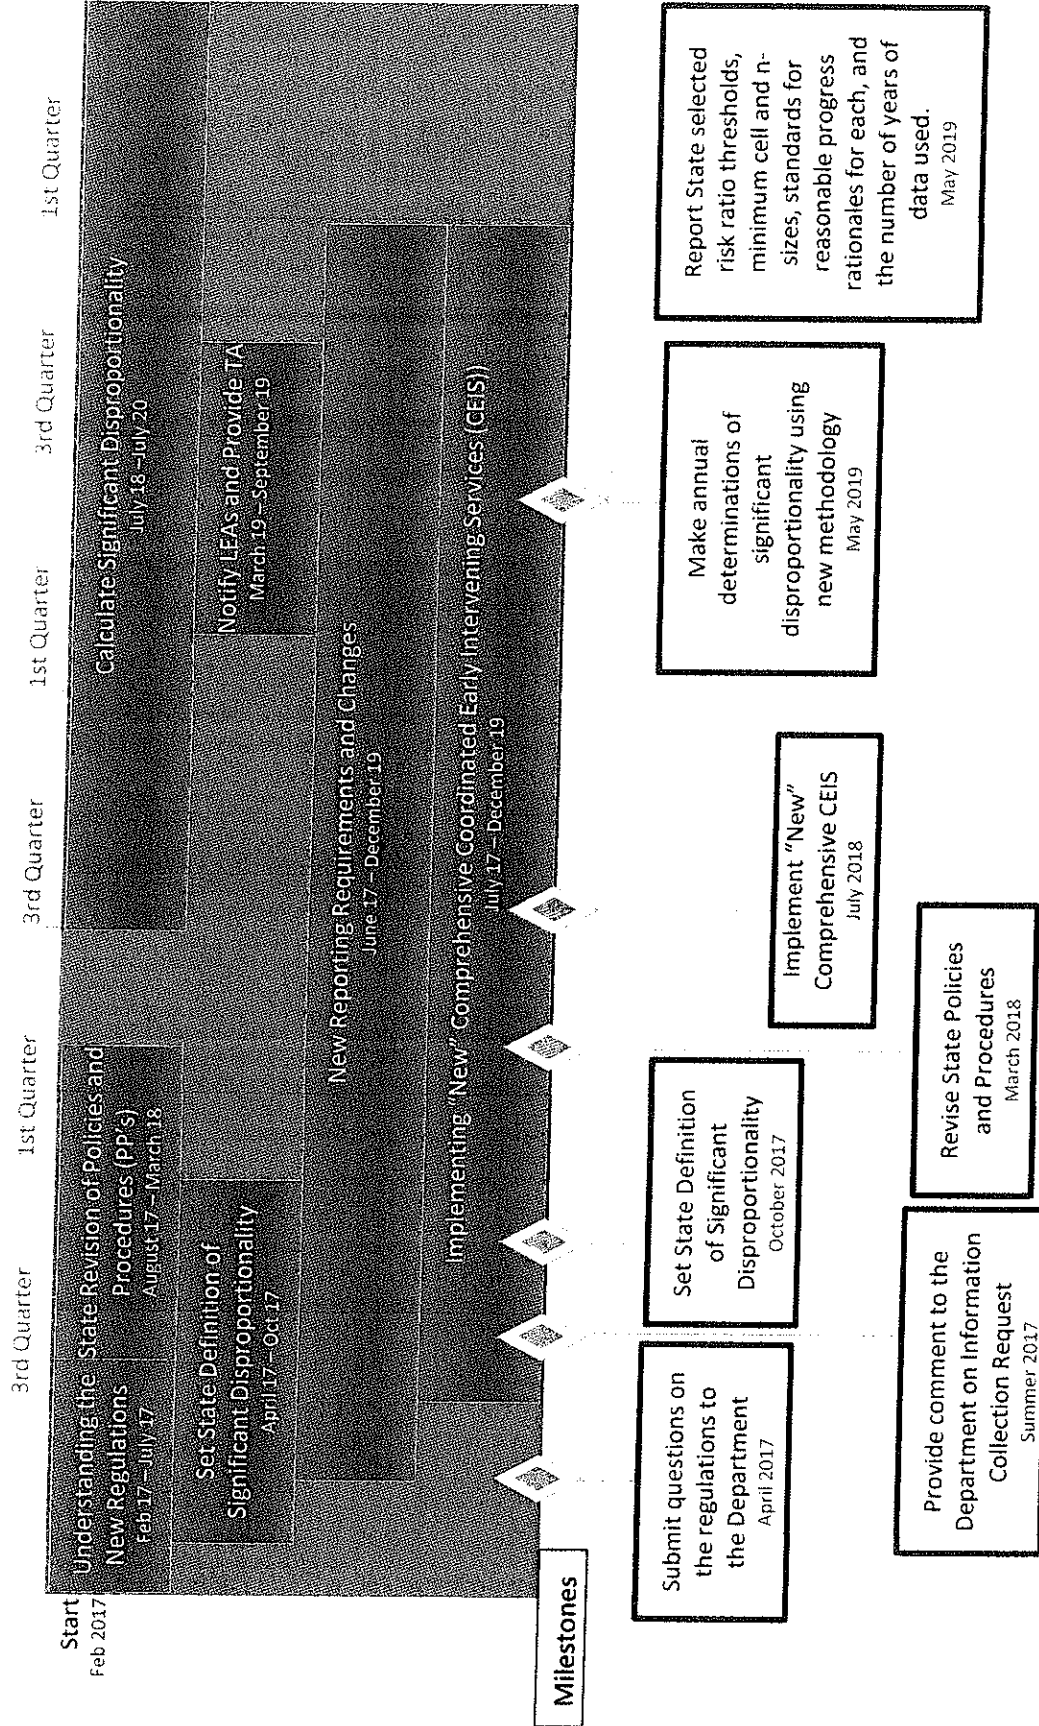 3rd Quarter
1st Quarter
3rd Quarter
1st Quarter
3rd Quarter
1st Quarter
Start
Feb 2017
Understanding the
New Regulations
Feb 17 – July 17
State Revision of Policies and
Procedures (PP's)
August 17 – March 18
Calculate Significant Disproportionality
July 18 – July 20
Set State Definition of
Significant Disproportionality
April 17 – Oct 17
Notify LEAs and Provide TA
March 19 – September 19
New Reporting Requirements and Changes
June 17 – December 19
Implementing "New" Comprehensive Coordinated Early Intervening Services (CEIS))
July 17 – December 19
Milestones
Submit questions on
the regulations to
the Department
April 2017
Provide comment to the
Department on Information
Collection Request
Summer 2017
Set State Definition
of Significant
Disproportionality
October 2017
Revise State Policies
and Procedures
March 2018
Implement "New"
Comprehensive CEIS
July 2018
Make annual
determinations of
significant
disproportionality using
new methodology
May 2019
Report State selected
risk ratio thresholds,
minimum cell and n-
sizes, standards for
reasonable progress
rationales for each, and
the number of years of
data used.
May 2019